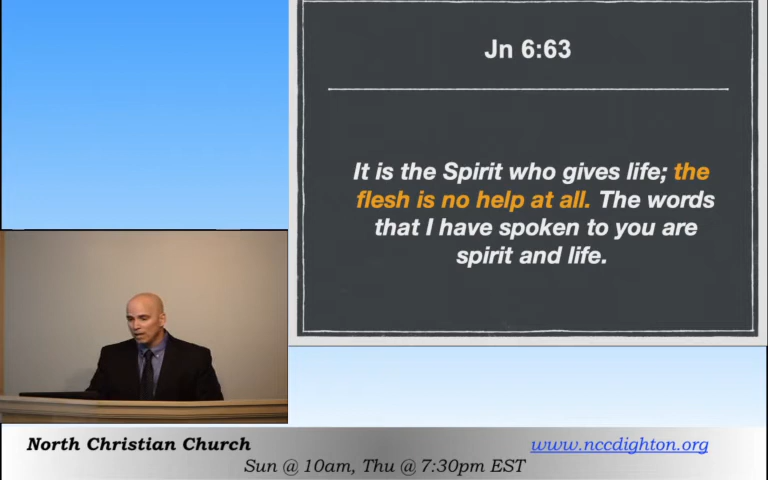 Jn 6:63
It is the Spirit who gives life; the
flesh is no help at all. The words
that I have spoken to you are
spirit and life.
North Christian Church
www.nccdighton.org
Sun @ 10am, Thu @ 7:30pm EST